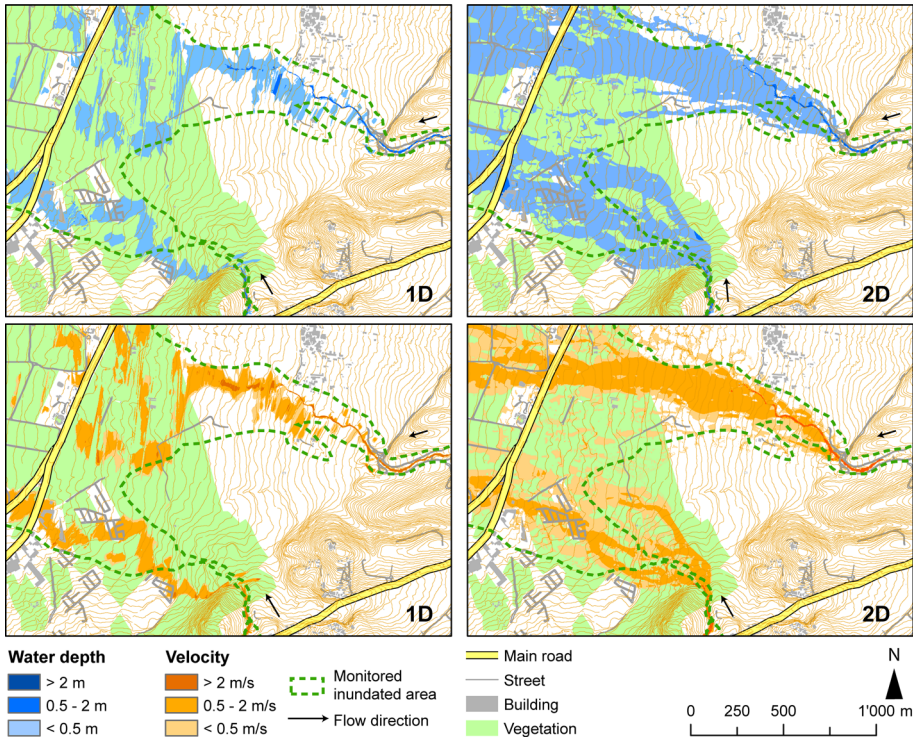 1D
2D
1D
2D
Water depth
> 2 m
0.5 - 2 m
< 0.5 m
Velocity
> 2 m/s
0.5 - 2 m/s
< 0.5 m/s
Monitored
inundated area
Flow direction
Main road
Street
Building
Vegetation
N
0 250 500 1'000 m